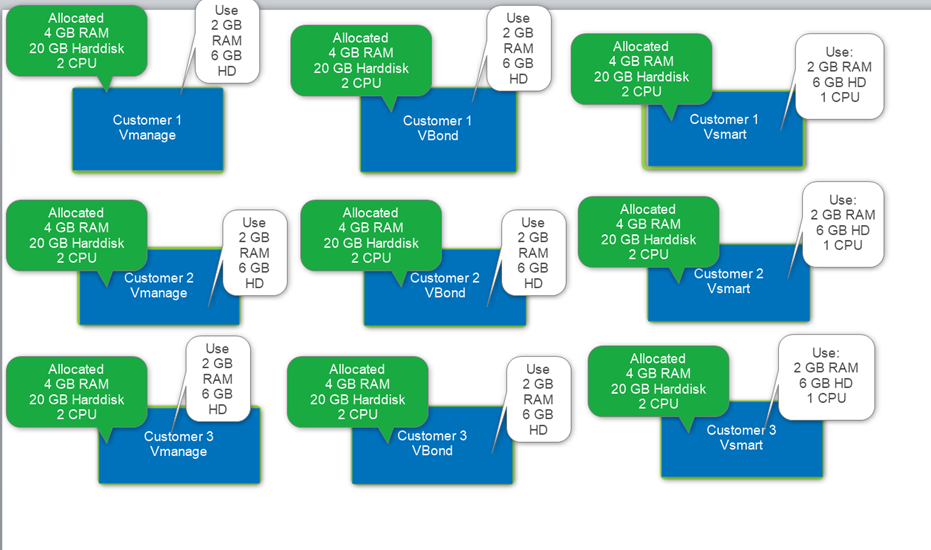 Allocated
4 GB RAM
20 GB Harddisk
2 CPU
Use
2 GB
RAM
6 GB
HD
Customer 1
Vmanage
Allocated
4 GB RAM
20 GB Harddisk
2 CPU
Use
2 GB
RAM
6 GB
HD
Customer 1
VBond
Allocated
4 GB RAM
20 GB Harddisk
2 CPU
Use:
2 GB RAM
6 GB HD
1 CPU
Customer 1
Vsmart
Allocated
4 GB RAM
20 GB Harddisk
2 CPU
Use
2 GB
RAM
6 GB
HD
Customer 2
Vmanage
Allocated
4 GB RAM
20 GB Harddisk
2 CPU
Use
2 GB
RAM
6 GB
HD
Customer 2
VBond
Allocated
4 GB RAM
20 GB Harddisk
2 CPU
Use:
2 GB RAM
6 GB HD
1 CPU
Customer 2
Vsmart
Allocated
4 GB RAM
20 GB Harddisk
2 CPU
Use
2 GB
RAM
6 GB
HD
Customer 3
Vmanage
Allocated
4 GB RAM
20 GB Harddisk
2 CPU
Use
2 GB
RAM
6 GB
HD
Customer 3
VBond
Allocated
4 GB RAM
20 GB Harddisk
2 CPU
Use:
2 GB RAM
6 GB HD
1 CPU
Customer 3
Vsmart